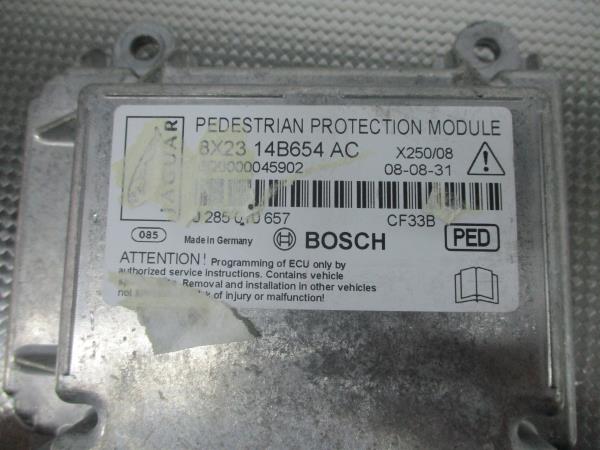 JAGUAR
PEDESTRIAN PROTECTION MODULE
8X23 14B654 AC X250/08
08-08-31
0 285 010 657 CF33B
085 Made in Germany BOSCH PED
ATTENTION! Programming of ECU only by
authorized service instructions. Contains vehicle
Removal and installation in other vehicles
not of injury or malfunction!